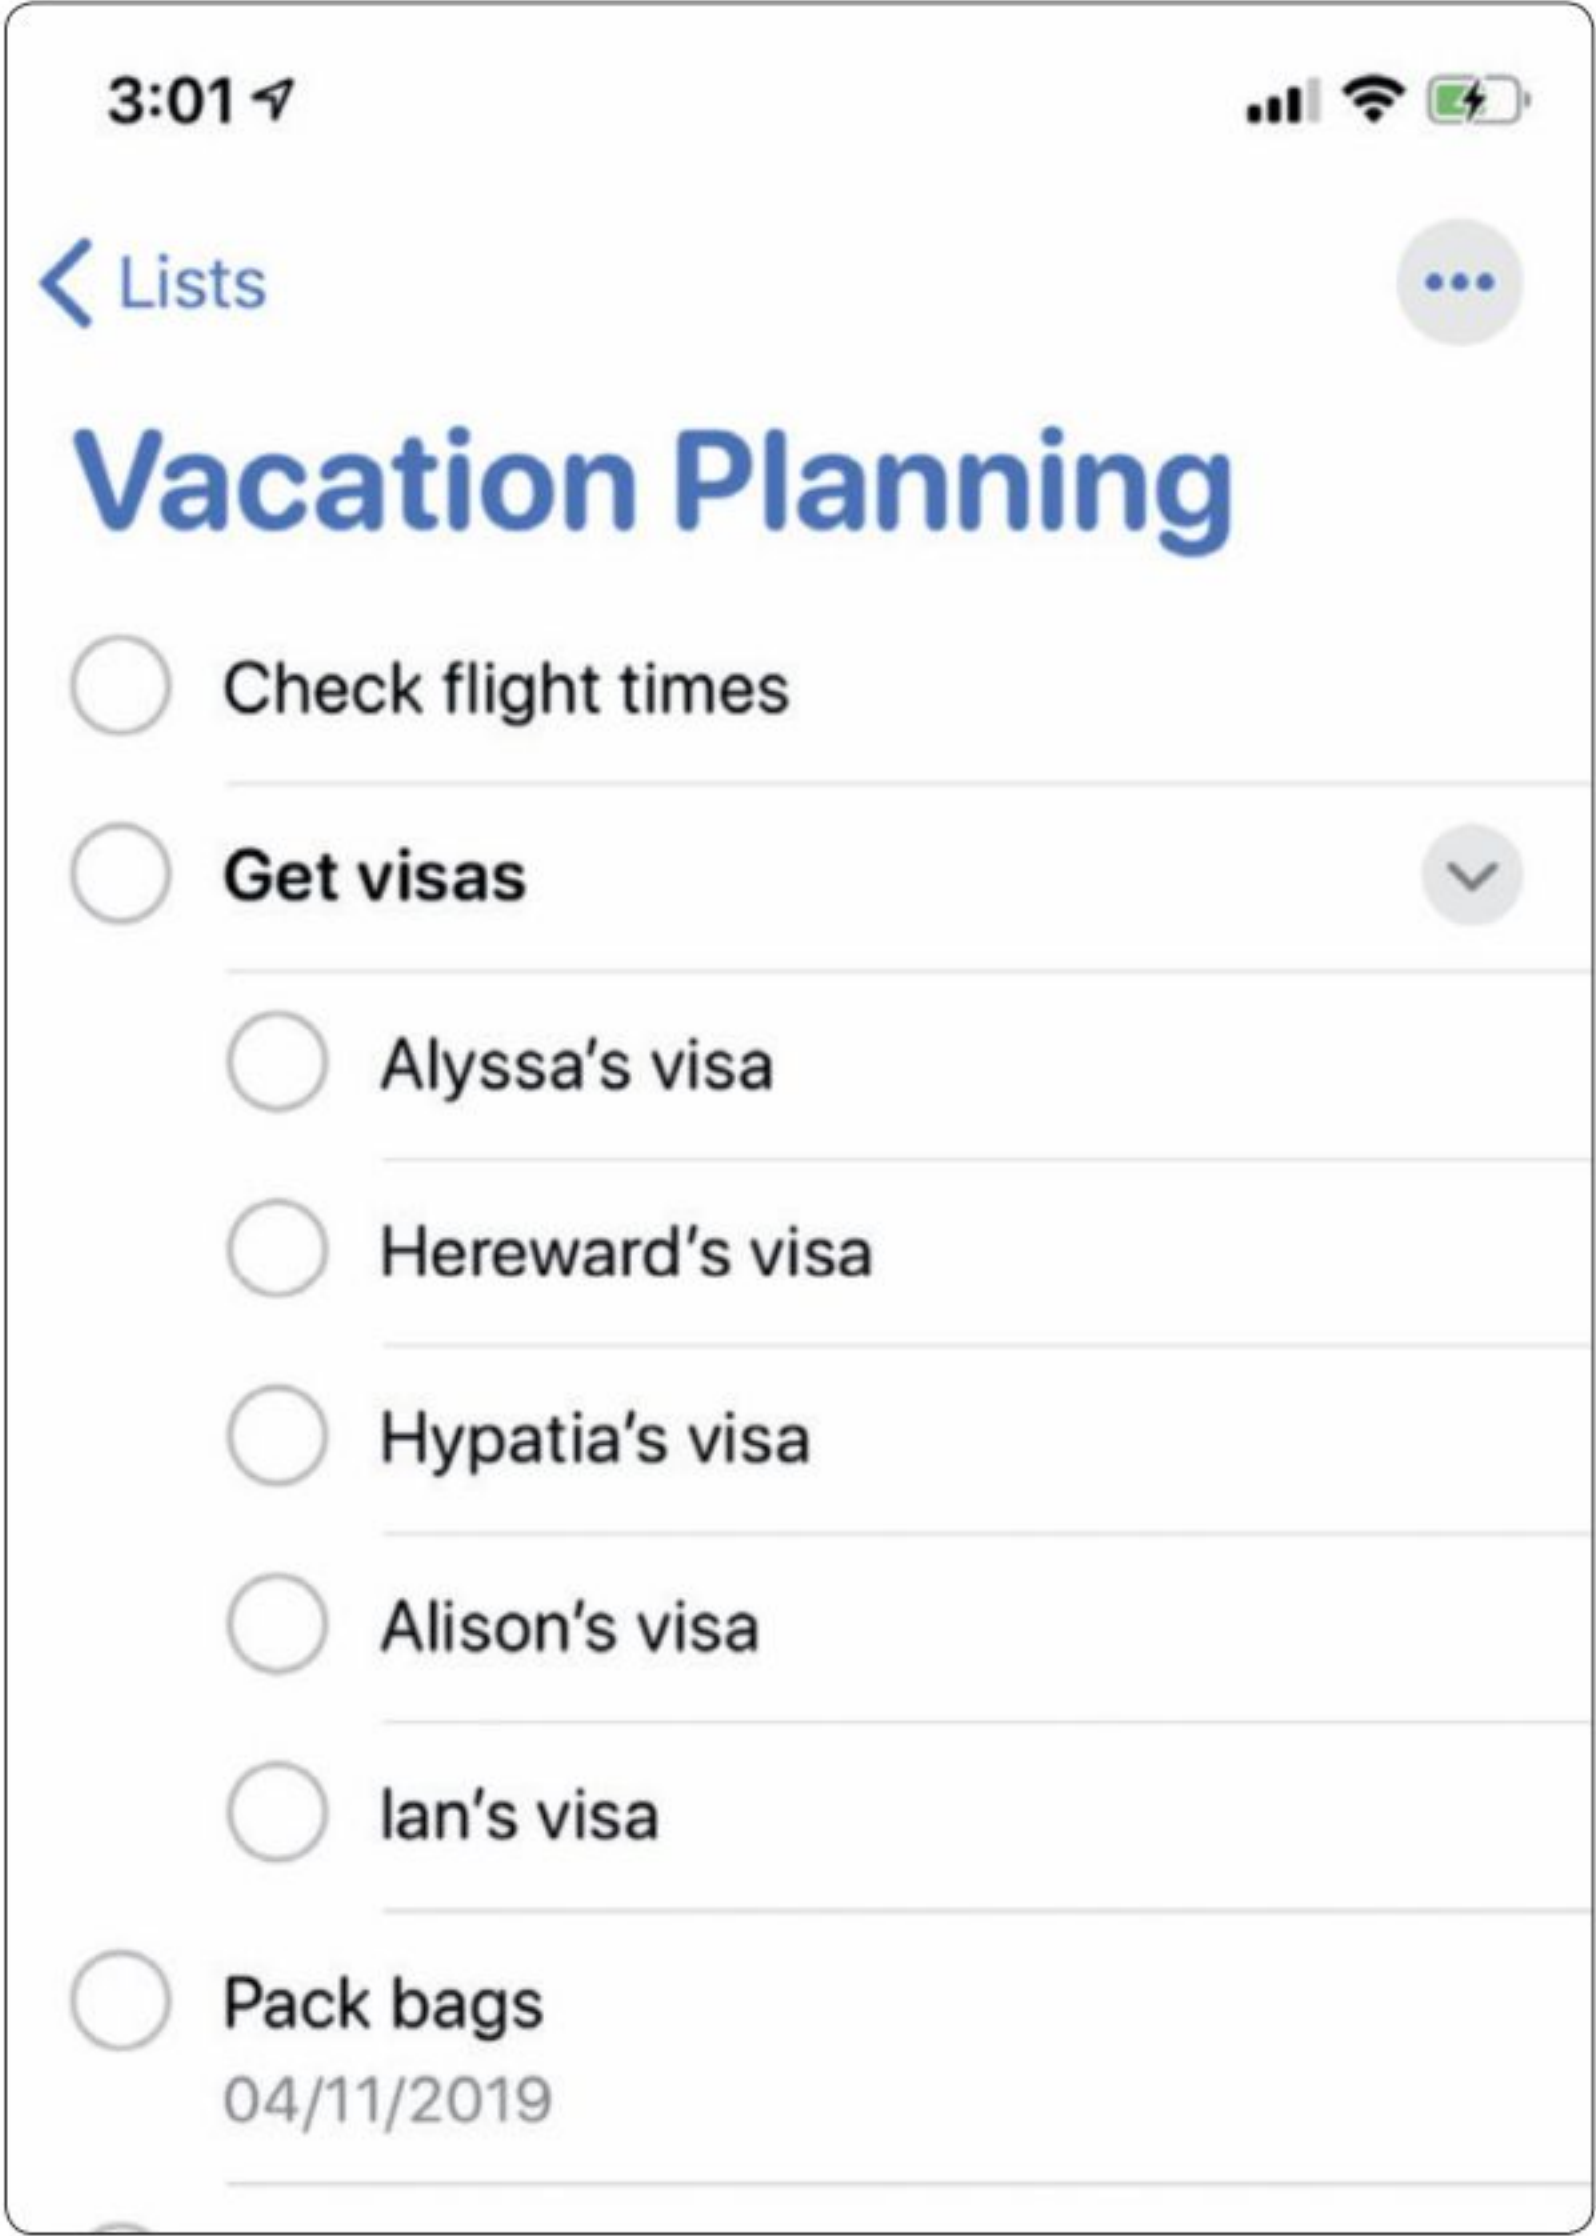 3:01
Lists
Vacation Planning
Check flight times
Get visas
Alyssa’s visa
Hereward’s visa
Hypatia’s visa
Alison’s visa
Ian’s visa
Pack bags
04/11/2019